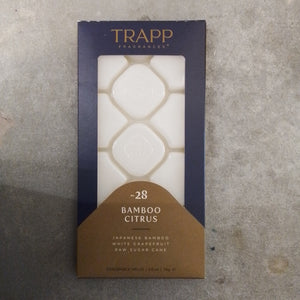 TRAPP
FRAGRANCES®
-28
BAMBOO
CITRUS
JAPANESE BAMBOO
WHITE GRAPEFRUIT
RAW SUGAR CANE